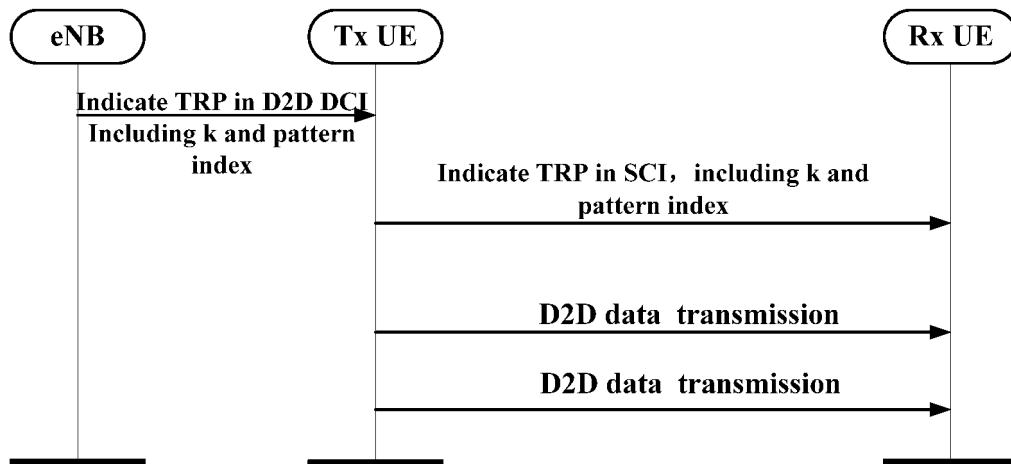 eNB
Tx UE
Rx UE
Indicate TRP in D2D DCI
Including k and pattern
index
Indicate TRP in SCI，including k and
pattern index
D2D data transmission
D2D data transmission